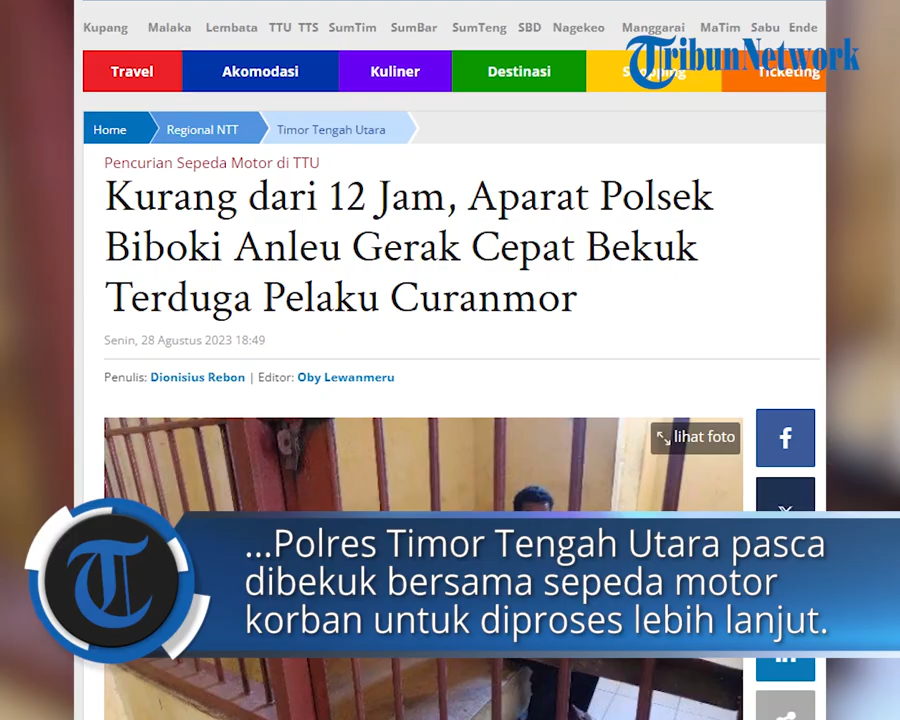 Kupang Malaka Lembata TTU TTS SumTim SumBar SumTeng SBD Nagekeo Manggarai MaTim Sabu Ende
TribunNetwork
Travel Akomodasi Kuliner Destinasi Ticketing
Home Regional NTT Timor Tengah Utara
Pencurian Sepeda Motor di TTU
Kurang dari 12 Jam, Aparat Polsek
Biboki Anleu Gerak Cepat Bekuk
Terduga Pelaku Curanmor
Senin, 28 Agustus 2023 18:49
Penulis: Dionisius Rebon | Editor: Oby Lewanmeru
lihat foto
f
...Polres Timor Tengah Utara pasca
dibekuk bersama sepeda motor
korban untuk diproses lebih lanjut.
T